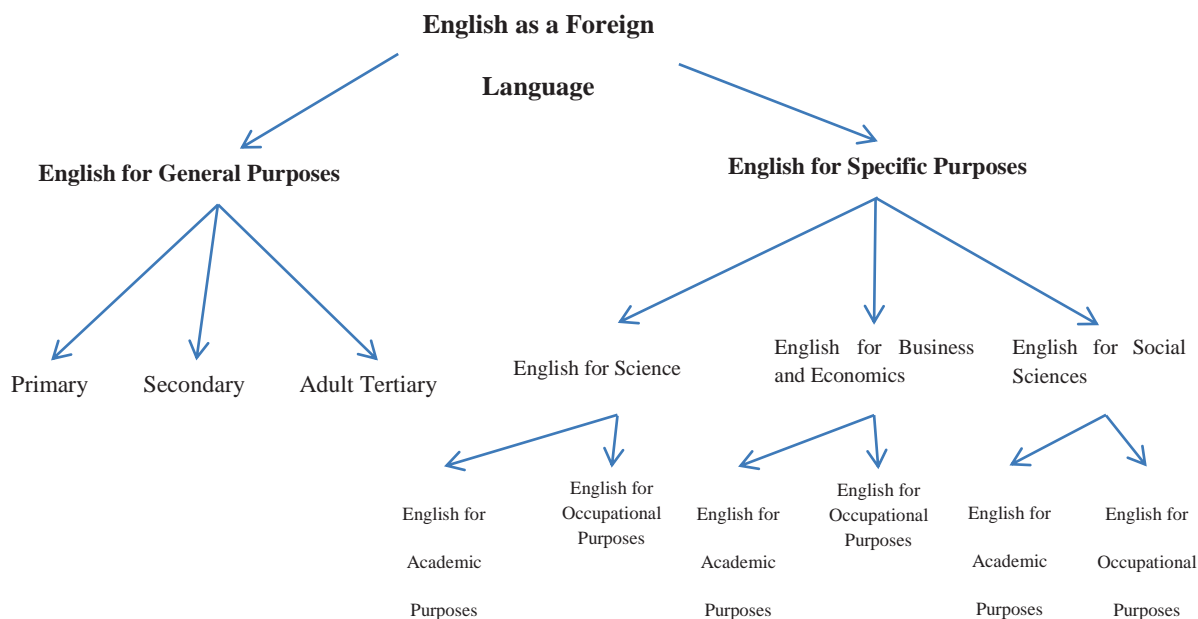 English as a Foreign
Language
English for General Purposes
English for Specific Purposes
Primary
Secondary
Adult Tertiary
English for Science
English for Business
and Economics
English for Social
Sciences
English for
Academic
Purposes
English for
Occupational
Purposes
English for
Academic
Purposes
English for
Occupational
Purposes
English for
Academic
Purposes
English for
Occupational
Purposes